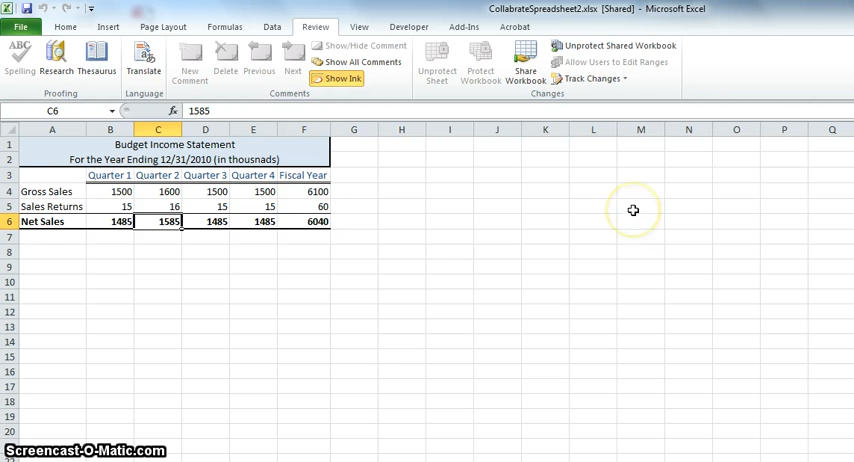 CollabrateSpreadsheet2.xlsx [Shared] - Microsoft Excel
File Home Insert Page Layout Formulas Data Review View Developer Add-Ins Acrobat
Spelling Research Thesaurus
Proofing
Translate
Language
New Comment Delete Previous Next
Show/Hide Comment
Show All Comments
Show Ink
Comments
Unprotect Sheet Protect Workbook Share Workbook
Unprotect Shared Workbook
Allow Users to Edit Ranges
Track Changes
Changes
C6 fx 1585
A B C D E F G H I J K L M N O P Q
1 Budget Income Statement
2 For the Year Ending 12/31/2010 (in thousnads)
3 Quarter 1 Quarter 2 Quarter 3 Quarter 4 Fiscal Year
4 Gross Sales 1500 1600 1500 1500 6100
5 Sales Returns 15 16 15 15 60
6 Net Sales 1485 1585 1485 1485 6040
7
8
9
10
11
12
13
14
15
16
17
18
19
20
Screencast-O-Matic.com